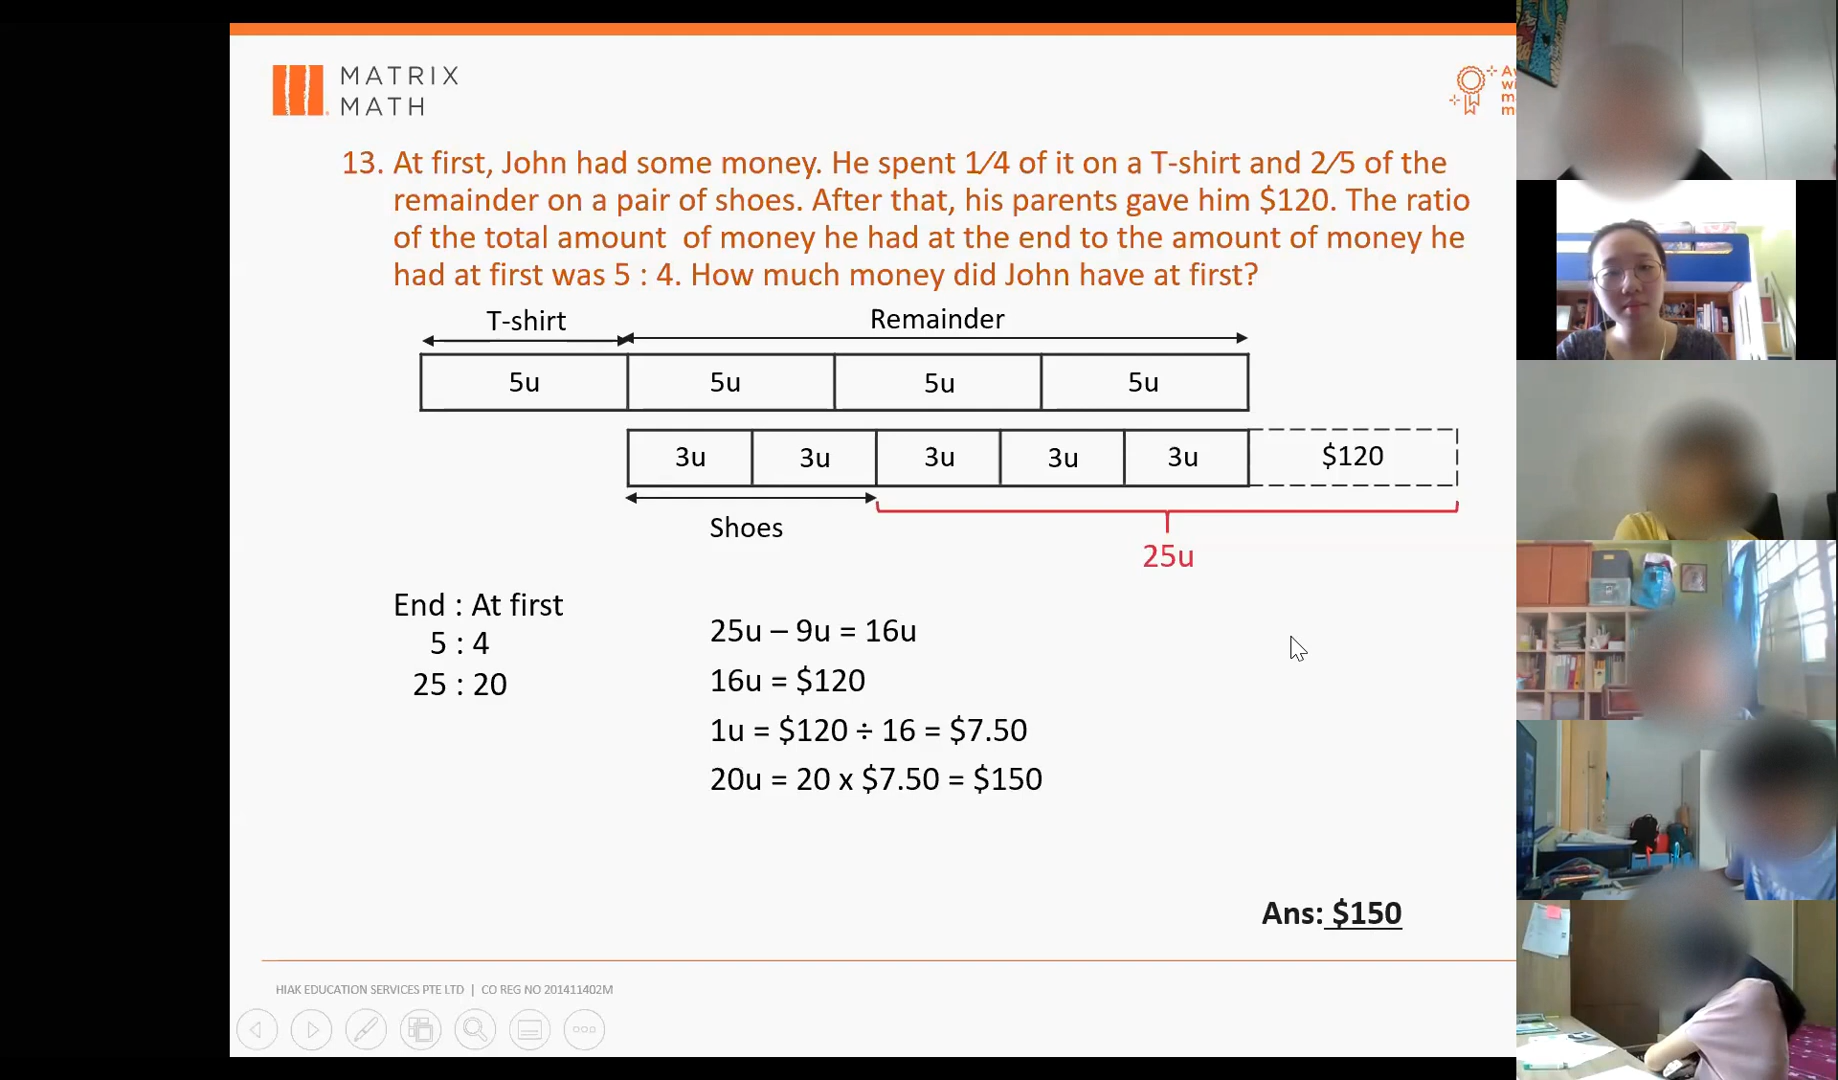 MATRIX
MATH
A
wi
m
m
13. At first, John had some money. He spent 1/4 of it on a T-shirt and 2/5 of the
remainder on a pair of shoes. After that, his parents gave him $120. The ratio
of the total amount of money he had at the end to the amount of money he
had at first was 5 : 4. How much money did John have at first?
T-shirt Remainder
5u 5u 5u 5u
3u 3u 3u 3u 3u $120
Shoes
25u
End : At first
5 : 4
25 : 20
25u – 9u = 16u
16u = $120
1u = $120 ÷ 16 = $7.50
20u = 20 x $7.50 = $150
Ans: $150
HIAK EDUCATION SERVICES PTE LTD | CO REG NO 201411402M